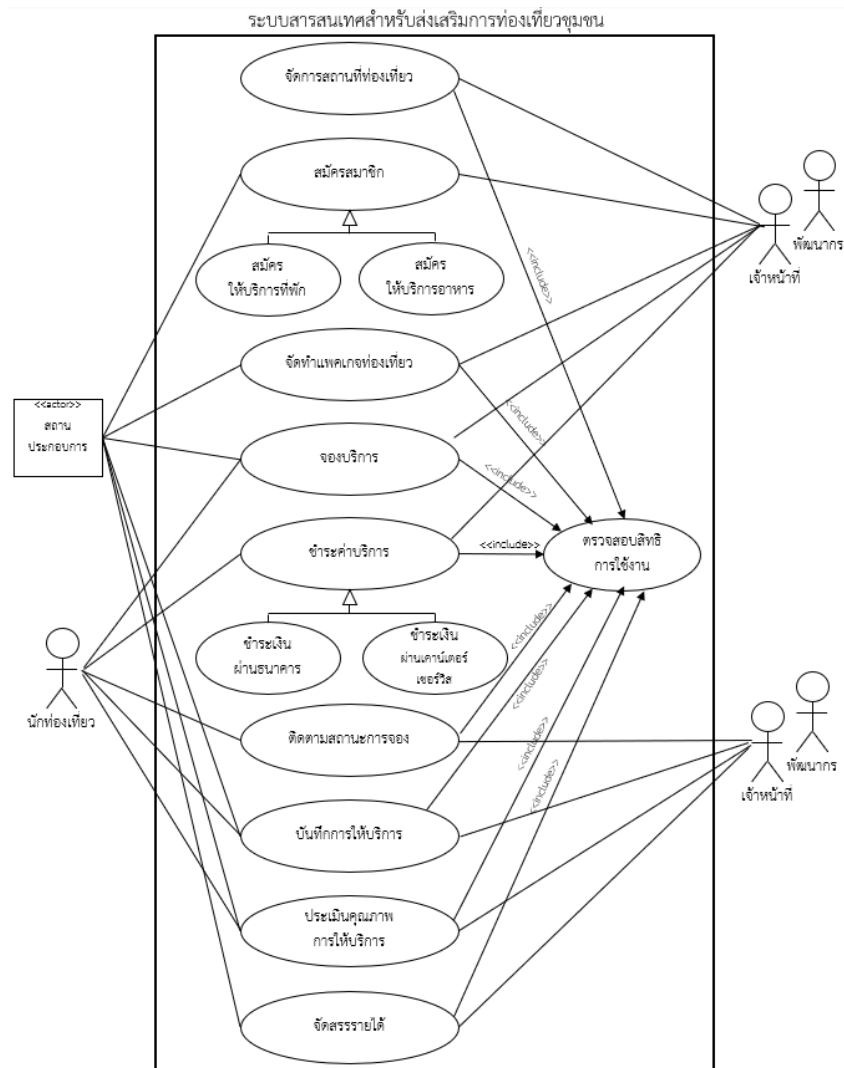 ระบบสารสนเทศสำหรับส่งเสริมการท่องเที่ยวชุมชน
จัดการสถานที่ท่องเที่ยว
สมัครสมาชิก
สมัคร
ให้บริการที่พัก
สมัคร
ให้บริการอาหาร
พัฒนากร
เจ้าหน้าที่
<<include>>
จัดทำแพคเกจท่องเที่ยว
<<actor>>
สถาน
ประกอบการ
<<include>>
จองบริการ
<<include>>
ชำระค่าบริการ
<<include>>
ตรวจสอบสิทธิ
การใช้งาน
ชำระเงิน
ผ่านธนาคาร
ชำระเงิน
ผ่านเคาน์เตอร์
เซอร์วิส
<<include>>
<<include>>
นักท่องเที่ยว
ติดตามสถานะการจอง
<<include>>
<<include>>
พัฒนากร
เจ้าหน้าที่
บันทึกการให้บริการ
ประเมินคุณภาพ
การให้บริการ
จัดสรรรายได้